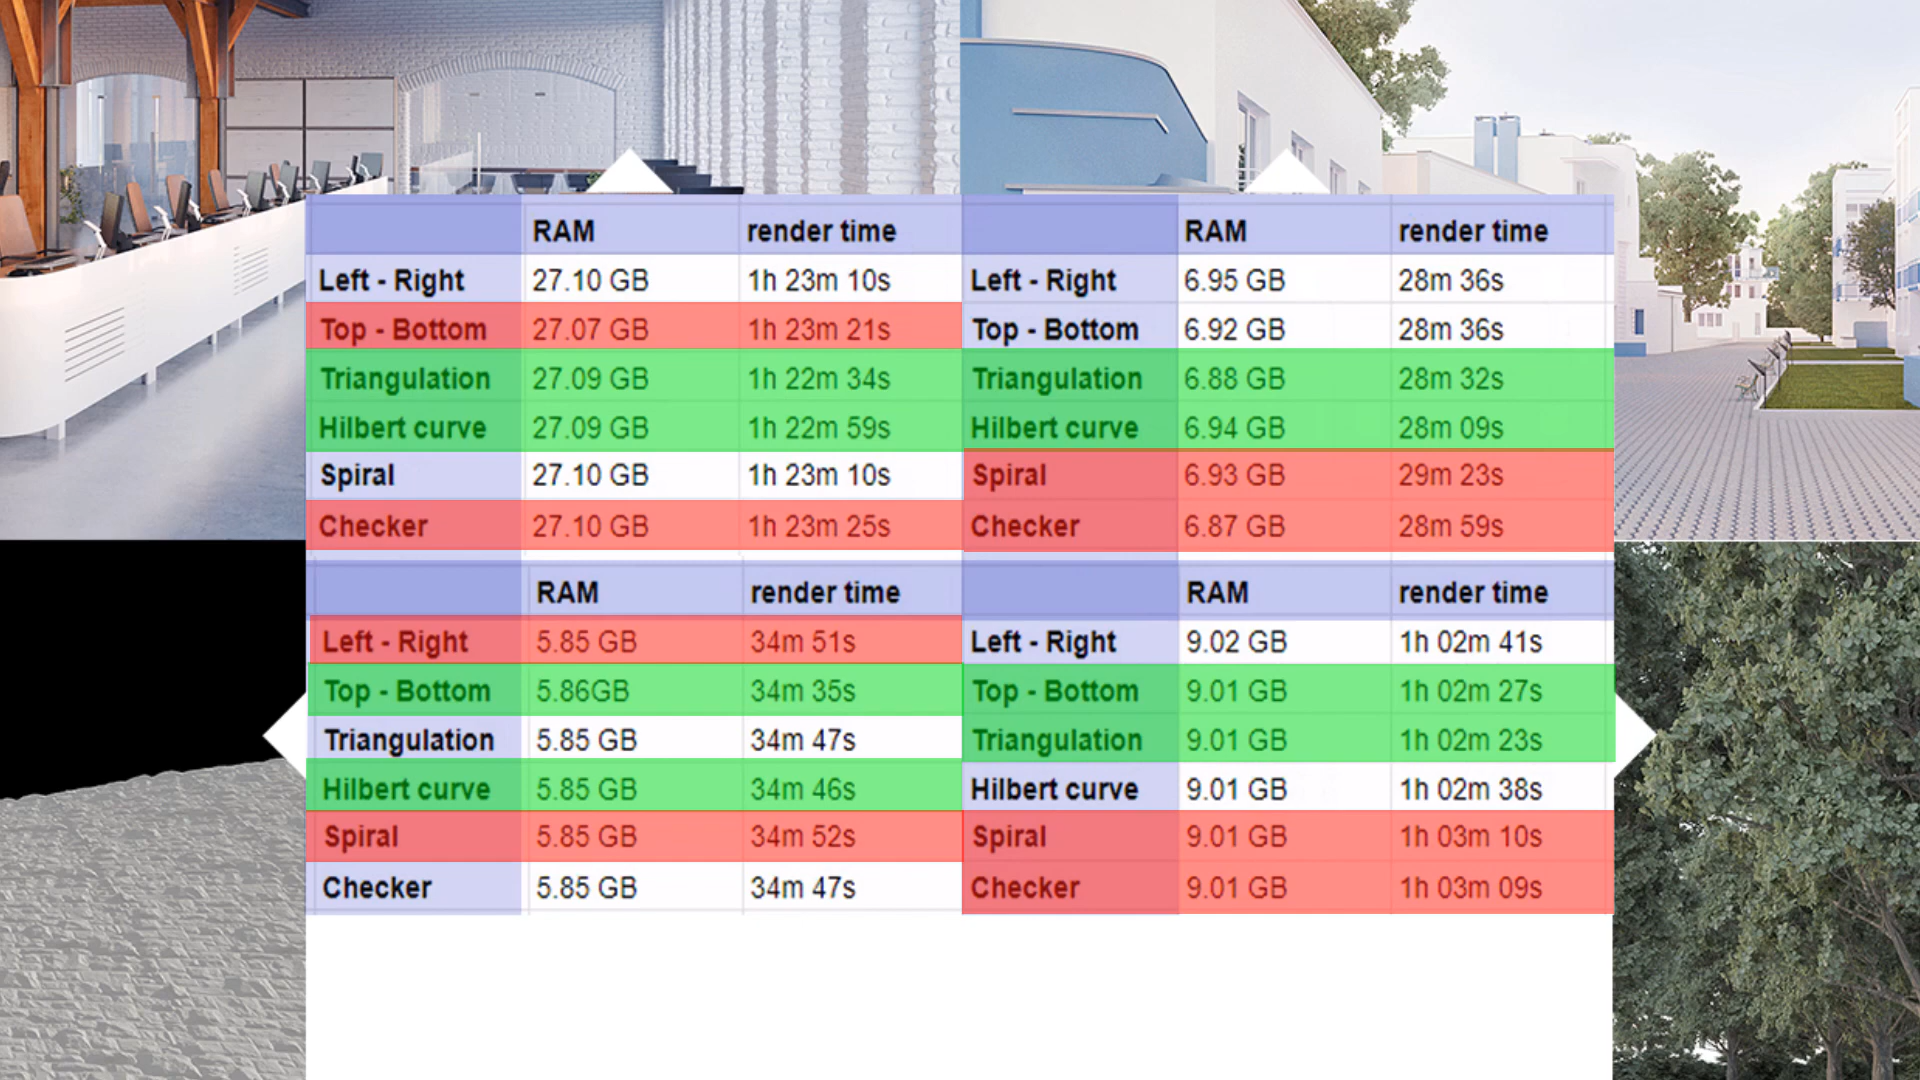 RAM render time
Left - Right 27.10 GB 1h 23m 10s
Top - Bottom 27.07 GB 1h 23m 21s
Triangulation 27.09 GB 1h 22m 34s
Hilbert curve 27.09 GB 1h 22m 59s
Spiral 27.10 GB 1h 23m 10s
Checker 27.10 GB 1h 23m 25s
RAM render time
Left - Right 6.95 GB 28m 36s
Top - Bottom 6.92 GB 28m 36s
Triangulation 6.88 GB 28m 32s
Hilbert curve 6.94 GB 28m 09s
Spiral 6.93 GB 29m 23s
Checker 6.87 GB 28m 59s
RAM render time
Left - Right 5.85 GB 34m 51s
Top - Bottom 5.86GB 34m 35s
Triangulation 5.85 GB 34m 47s
Hilbert curve 5.85 GB 34m 46s
Spiral 5.85 GB 34m 52s
Checker 5.85 GB 34m 47s
RAM render time
Left - Right 9.02 GB 1h 02m 41s
Top - Bottom 9.01 GB 1h 02m 27s
Triangulation 9.01 GB 1h 02m 23s
Hilbert curve 9.01 GB 1h 02m 38s
Spiral 9.01 GB 1h 03m 10s
Checker 9.01 GB 1h 03m 09s